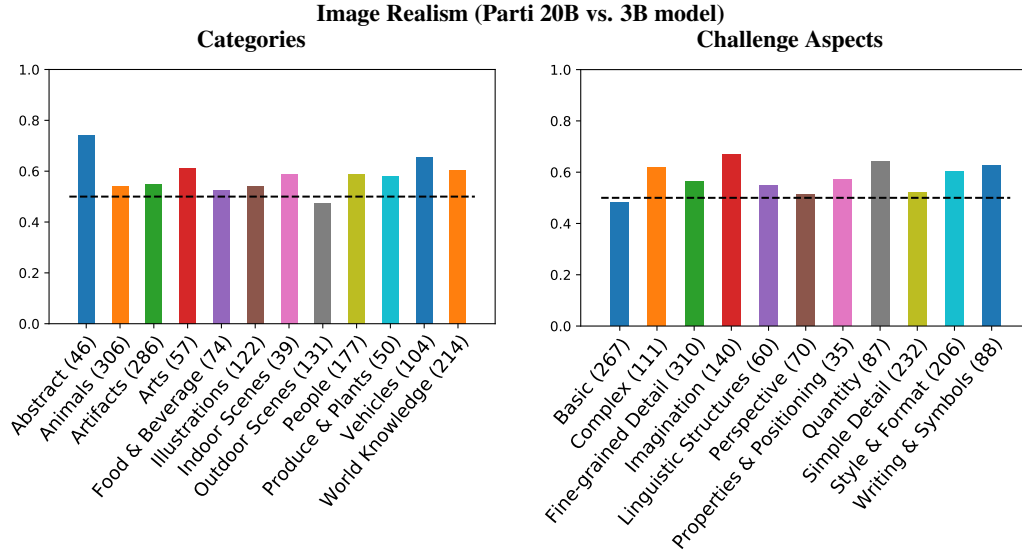 Image Realism (Parti 20B vs. 3B model)
Categories
1.0
0.8
0.6
0.4
0.2
0.0
Abstract (46)
Animals (306)
Artifacts (286)
Arts (57)
Food & Beverage (74)
Illustrations (122)
Indoor Scenes (39)
Outdoor Scenes (131)
People (177)
Produce & Plants (50)
Vehicles (104)
World Knowledge (214)
Challenge Aspects
1.0
0.8
0.6
0.4
0.2
0.0
Basic (267)
Complex (111)
Fine-grained Detail (310)
Imagination (140)
Linguistic Structures (60)
Perspective (70)
Properties & Positioning (35)
Quantity (87)
Simple Detail (232)
Style & Format (206)
Writing & Symbols (88)